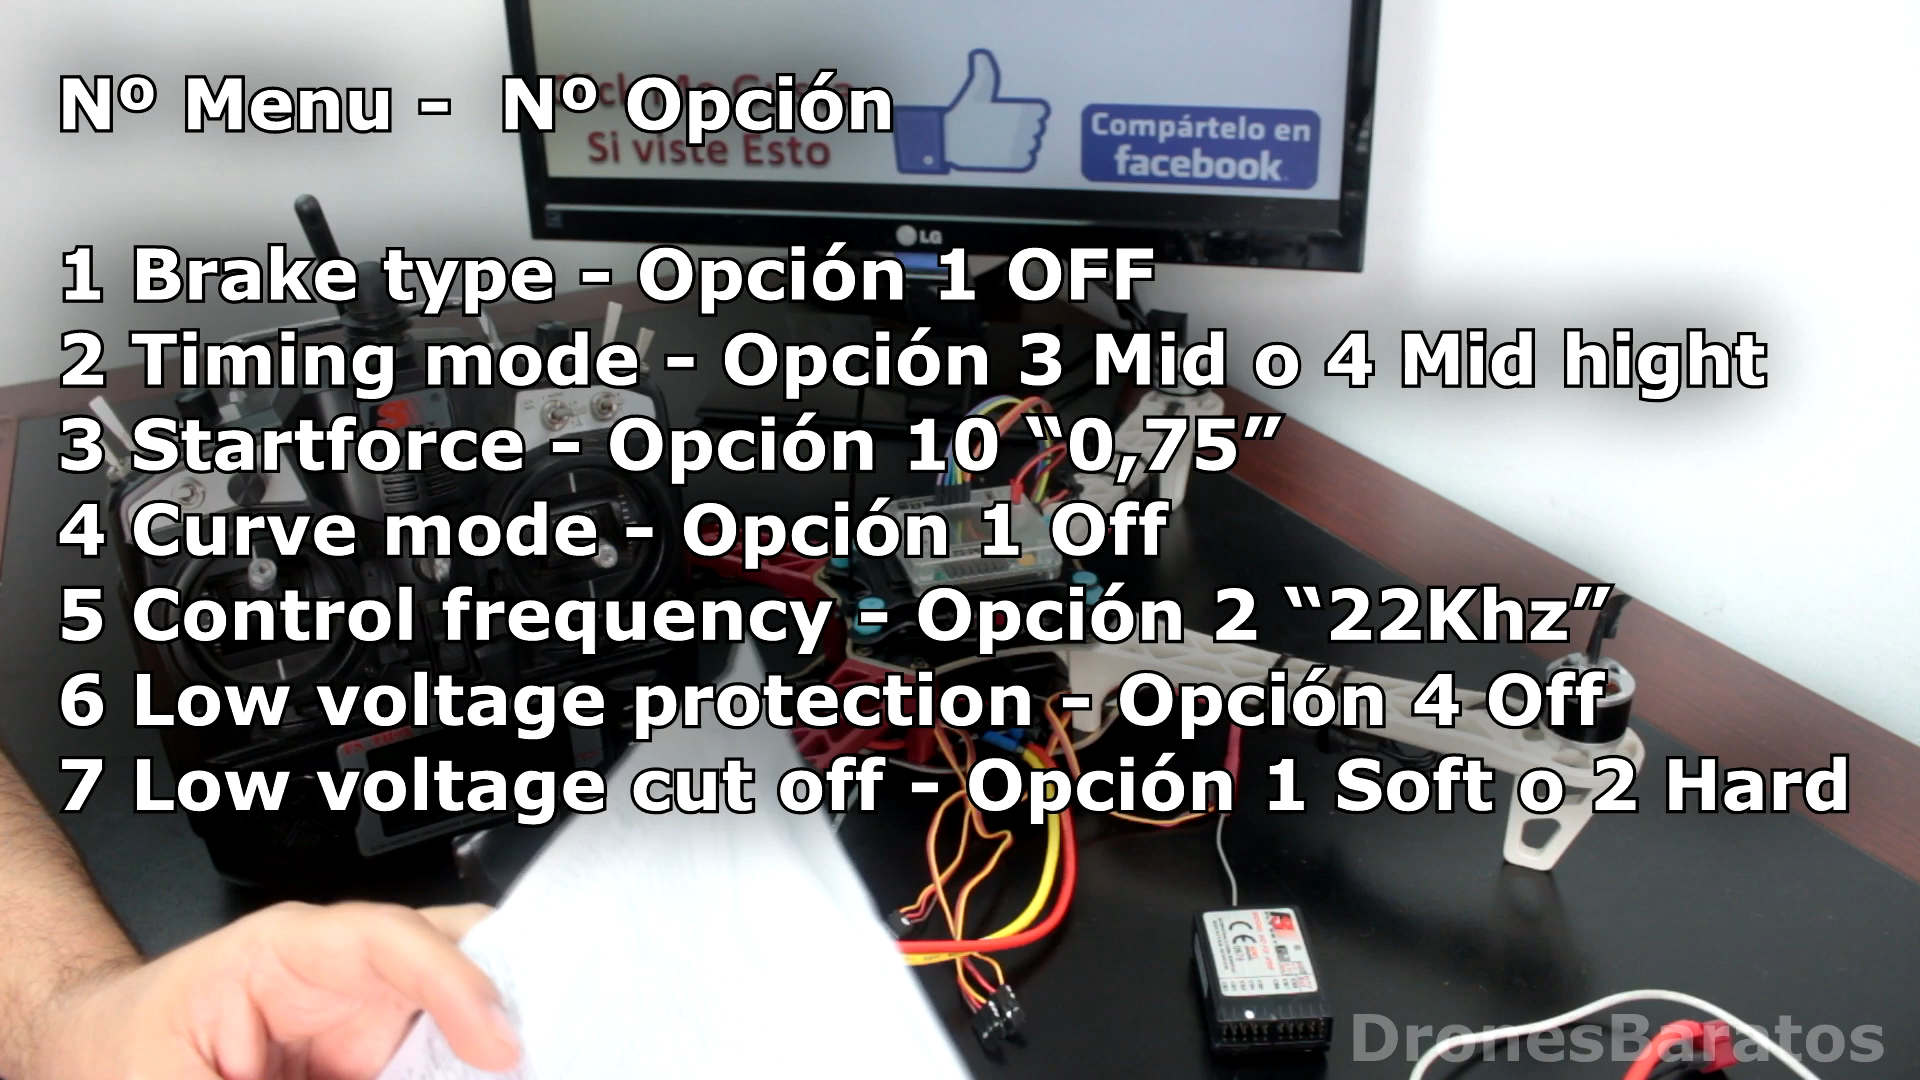 Nº Menu - Nº Opción
Si viste Esto
Compártelo en
facebook
LG
1 Brake type - Opción 1 OFF
2 Timing mode - Opción 3 Mid o 4 Mid hight
3 Startforce - Opción 10 “0,75”
4 Curve mode - Opción 1 Off
5 Control frequency - Opción 2 “22Khz”
6 Low voltage protection - Opción 4 Off
7 Low voltage cut off - Opción 1 Soft o 2 Hard
DronesBaratos